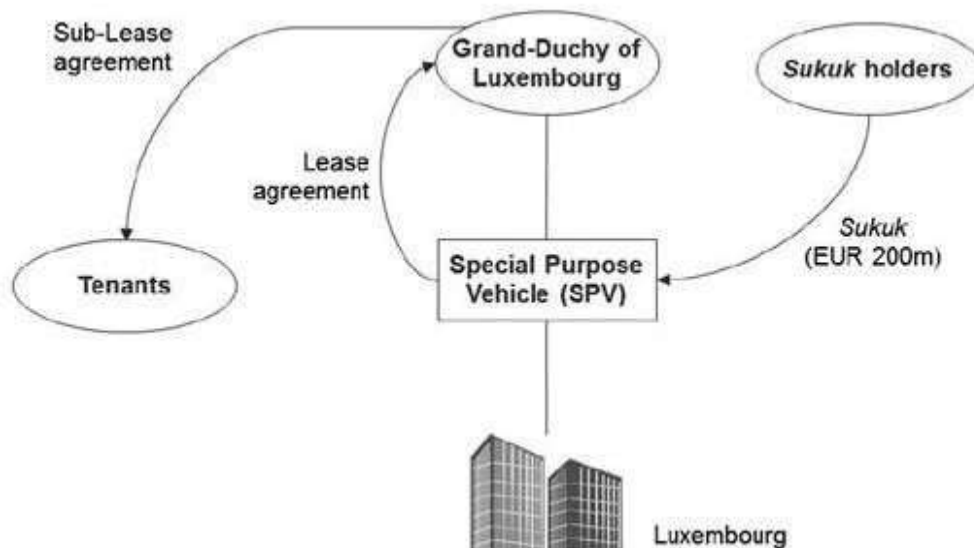 Sub-Lease
agreement
Grand-Duchy of
Luxembourg
Sukuk holders
Lease
agreement
Sukuk
(EUR 200m)
Tenants
Special Purpose
Vehicle (SPV)
Luxembourg